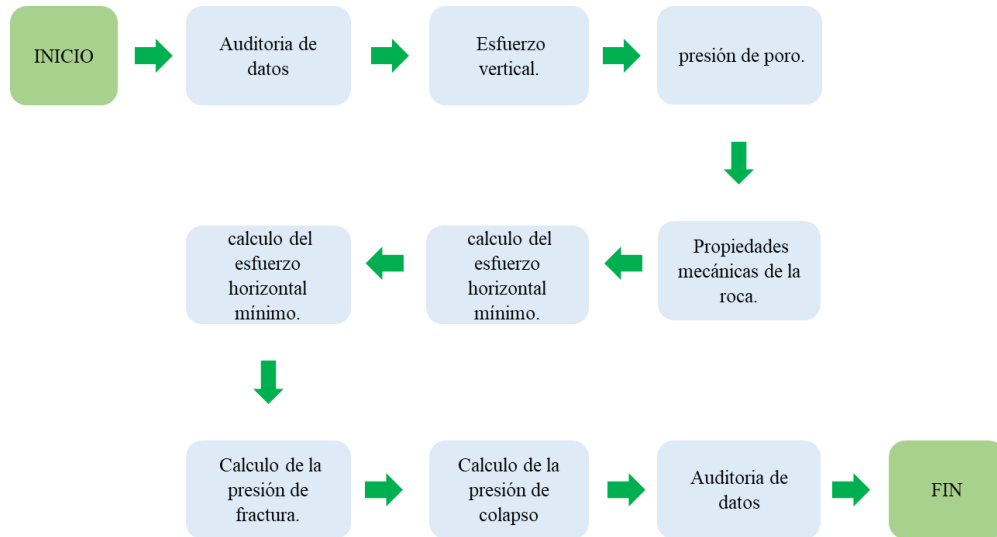 INICIO
Auditoria de
datos
Esfuerzo
vertical.
presión de poro.
Propiedades
mecánicas de la
roca.
calculo del
esfuerzo
horizontal
mínimo.
calculo del
esfuerzo
horizontal
mínimo.
Calculo de la
presión de
fractura.
Calculo de la
presión de
colapso
Auditoria de
datos
FIN